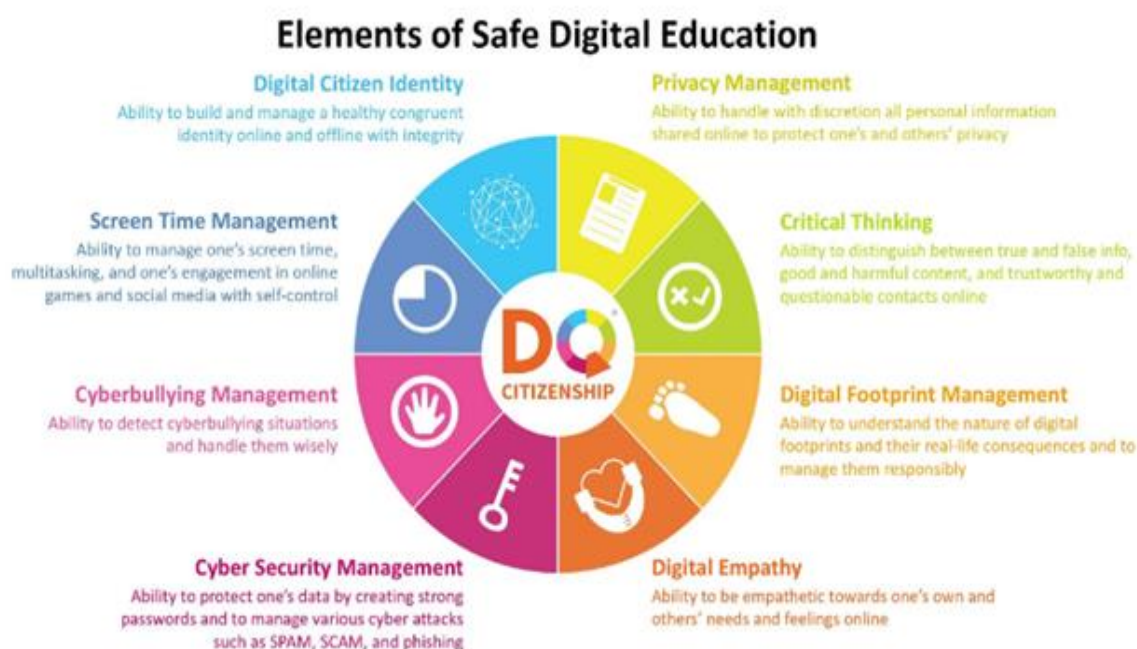 Elements of Safe Digital Education
Digital Citizen Identity
Ability to build and manage a healthy congruent
identity online and offline with integrity
Privacy Management
Ability to handle with discretion all personal information
shared online to protect one's and others' privacy
Screen Time Management
Ability to manage one's screen time,
multitasking, and one's engagement in online
games and social media with self-control
Critical Thinking
Ability to distinguish between true and false info,
good and harmful content, and trustworthy and
questionable contacts online
DQ®
CITIZENSHIP
Cyberbullying Management
Ability to detect cyberbullying situations
and handle them wisely
Digital Footprint Management
Ability to understand the nature of digital
footprints and their real-life consequences and to
manage them responsibly
Cyber Security Management
Ability to protect one's data by creating strong
passwords and to manage various cyber attacks
such as SPAM, SCAM, and phishing
Digital Empathy
Ability to be empathetic towards one's own and
others' needs and feelings online